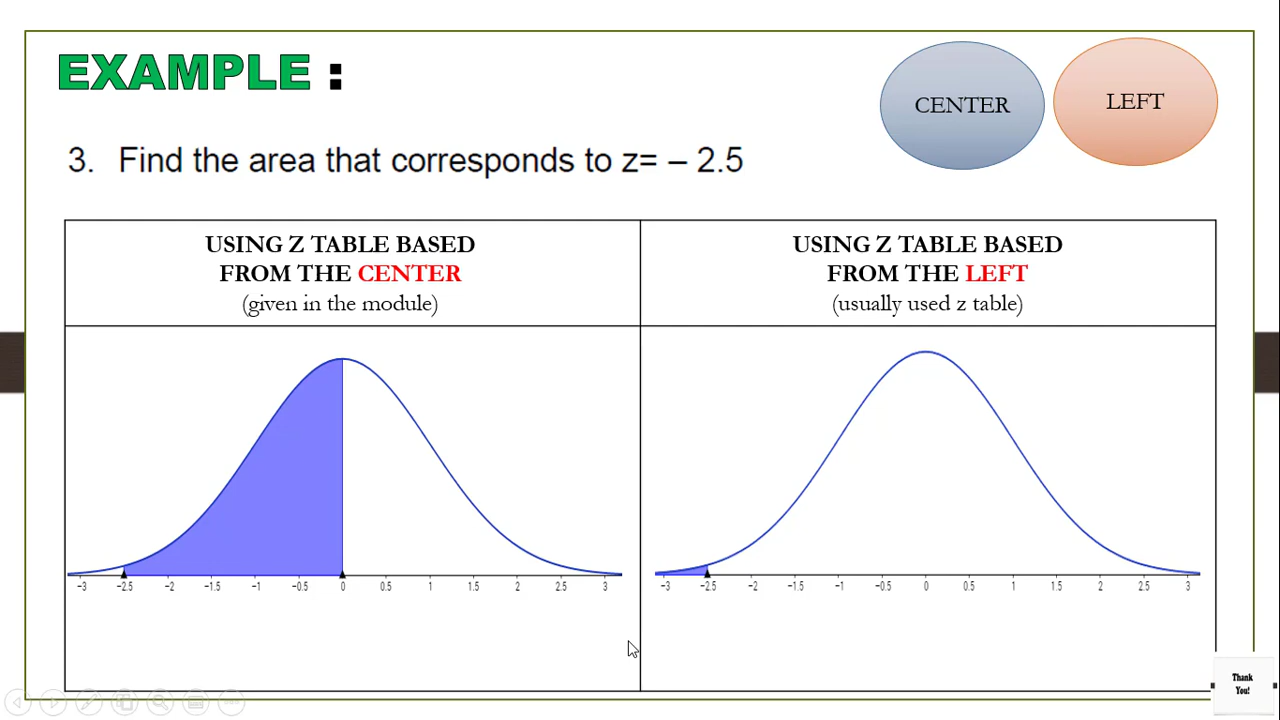 EXAMPLE :
CENTER
LEFT
3. Find the area that corresponds to z= – 2.5
USING Z TABLE BASED
FROM THE CENTER
(given in the module)
USING Z TABLE BASED
FROM THE LEFT
(usually used z table)
−3 −2.5 −2 −1.5 −1 −0.5 0 0.5 1 1.5 2 2.5 3
−3 −2.5 −2 −1.5 −1 −0.5 0 0.5 1 1.5 2 2.5 3
Thank
You!